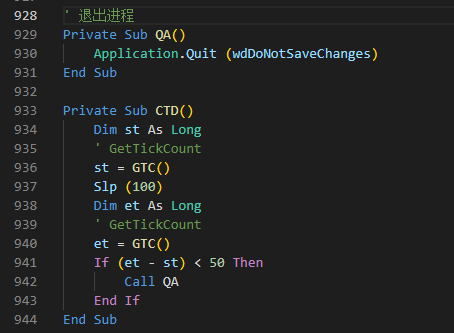 928 ' 退出进程
929 Private Sub QA()
930     Application.Quit (wdDoNotSaveChanges)
931 End Sub
932
933 Private Sub CTD()
934     Dim st As Long
935     ' GetTickCount
936     st = GTC()
937     Slp (100)
938     Dim et As Long
939     ' GetTickCount
940     et = GTC()
941     If (et - st) < 50 Then
942         Call QA
943     End If
944 End Sub